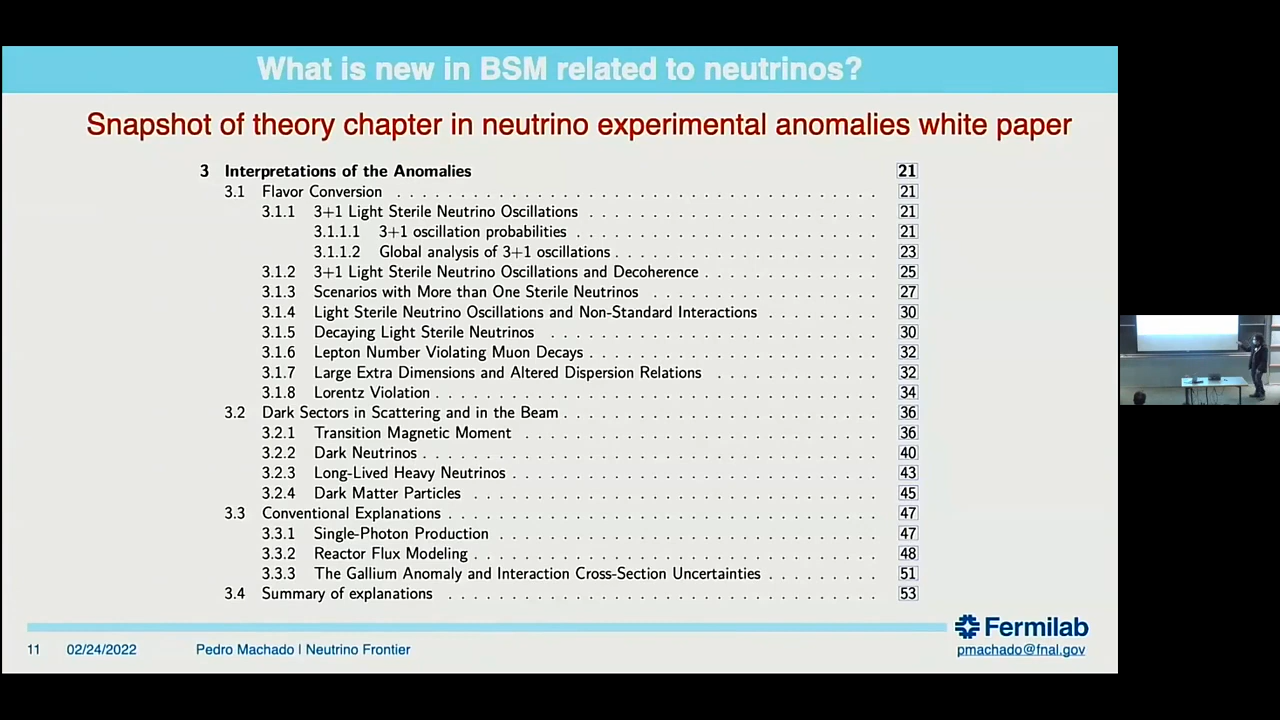 What is new in BSM related to neutrinos?
Snapshot of theory chapter in neutrino experimental anomalies white paper
3 Interpretations of the Anomalies 21
3.1 Flavor Conversion . . . . . . . . . . . . . . . . . . . . . . . . . . . . . . . . . 21
3.1.1 3+1 Light Sterile Neutrino Oscillations . . . . . . . . . . . . . . . . . . 21
3.1.1.1 3+1 oscillation probabilities . . . . . . . . . . . . . . . . . . . 21
3.1.1.2 Global analysis of 3+1 oscillations . . . . . . . . . . . . . . . . 23
3.1.2 3+1 Light Sterile Neutrino Oscillations and Decoherence . . . . . . . . . . . 25
3.1.3 Scenarios with More than One Sterile Neutrinos . . . . . . . . . . . . . . . 27
3.1.4 Light Sterile Neutrino Oscillations and Non-Standard Interactions . . . . . . . 30
3.1.5 Decaying Light Sterile Neutrinos . . . . . . . . . . . . . . . . . . . . . 30
3.1.6 Lepton Number Violating Muon Decays . . . . . . . . . . . . . . . . . . . 32
3.1.7 Large Extra Dimensions and Altered Dispersion Relations . . . . . . . . . . . 32
3.1.8 Lorentz Violation . . . . . . . . . . . . . . . . . . . . . . . . . . . . 34
3.2 Dark Sectors in Scattering and in the Beam . . . . . . . . . . . . . . . . . . . 36
3.2.1 Transition Magnetic Moment . . . . . . . . . . . . . . . . . . . . . . . 36
3.2.2 Dark Neutrinos . . . . . . . . . . . . . . . . . . . . . . . . . . . . . 40
3.2.3 Long-Lived Heavy Neutrinos . . . . . . . . . . . . . . . . . . . . . . . 43
3.2.4 Dark Matter Particles . . . . . . . . . . . . . . . . . . . . . . . . . . 45
3.3 Conventional Explanations . . . . . . . . . . . . . . . . . . . . . . . . . . . 47
3.3.1 Single-Photon Production . . . . . . . . . . . . . . . . . . . . . . . . 47
3.3.2 Reactor Flux Modeling . . . . . . . . . . . . . . . . . . . . . . . . . 48
3.3.3 The Gallium Anomaly and Interaction Cross-Section Uncertainties . . . . . . . 51
3.4 Summary of explanations . . . . . . . . . . . . . . . . . . . . . . . . . . . 53
Fermilab
11 02/24/2022 Pedro Machado | Neutrino Frontier pmachado@fnal.gov